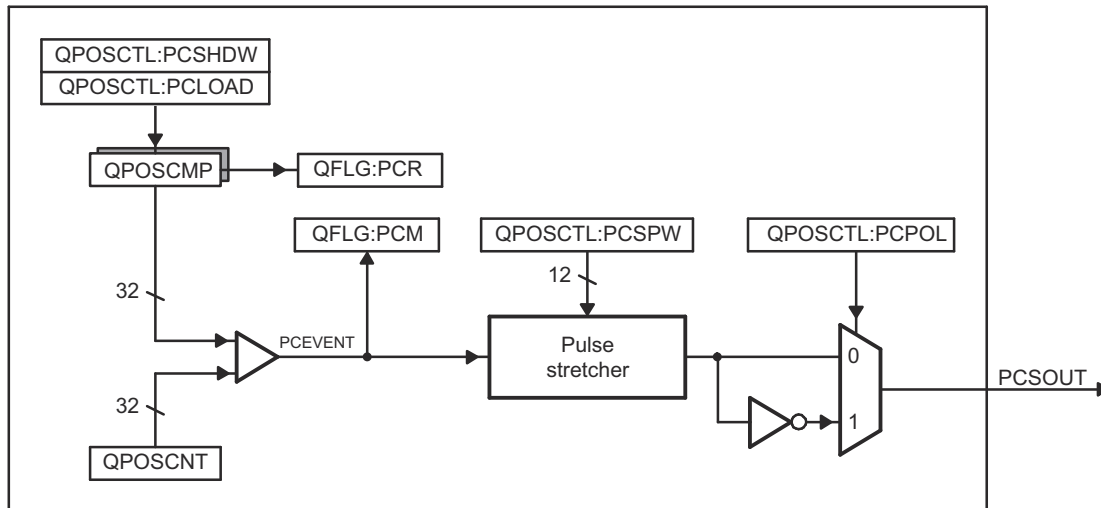 QPOSCTL:PCSHDW
QPOSCTL:PCLOAD
QPOSCMP
QFLG:PCR
QFLG:PCM
QPOSCTL:PCSPW
QPOSCTL:PCPOL
32
12
PCEVENT
Pulse
stretcher
0
1
PCSOUT
32
QPOSCNT